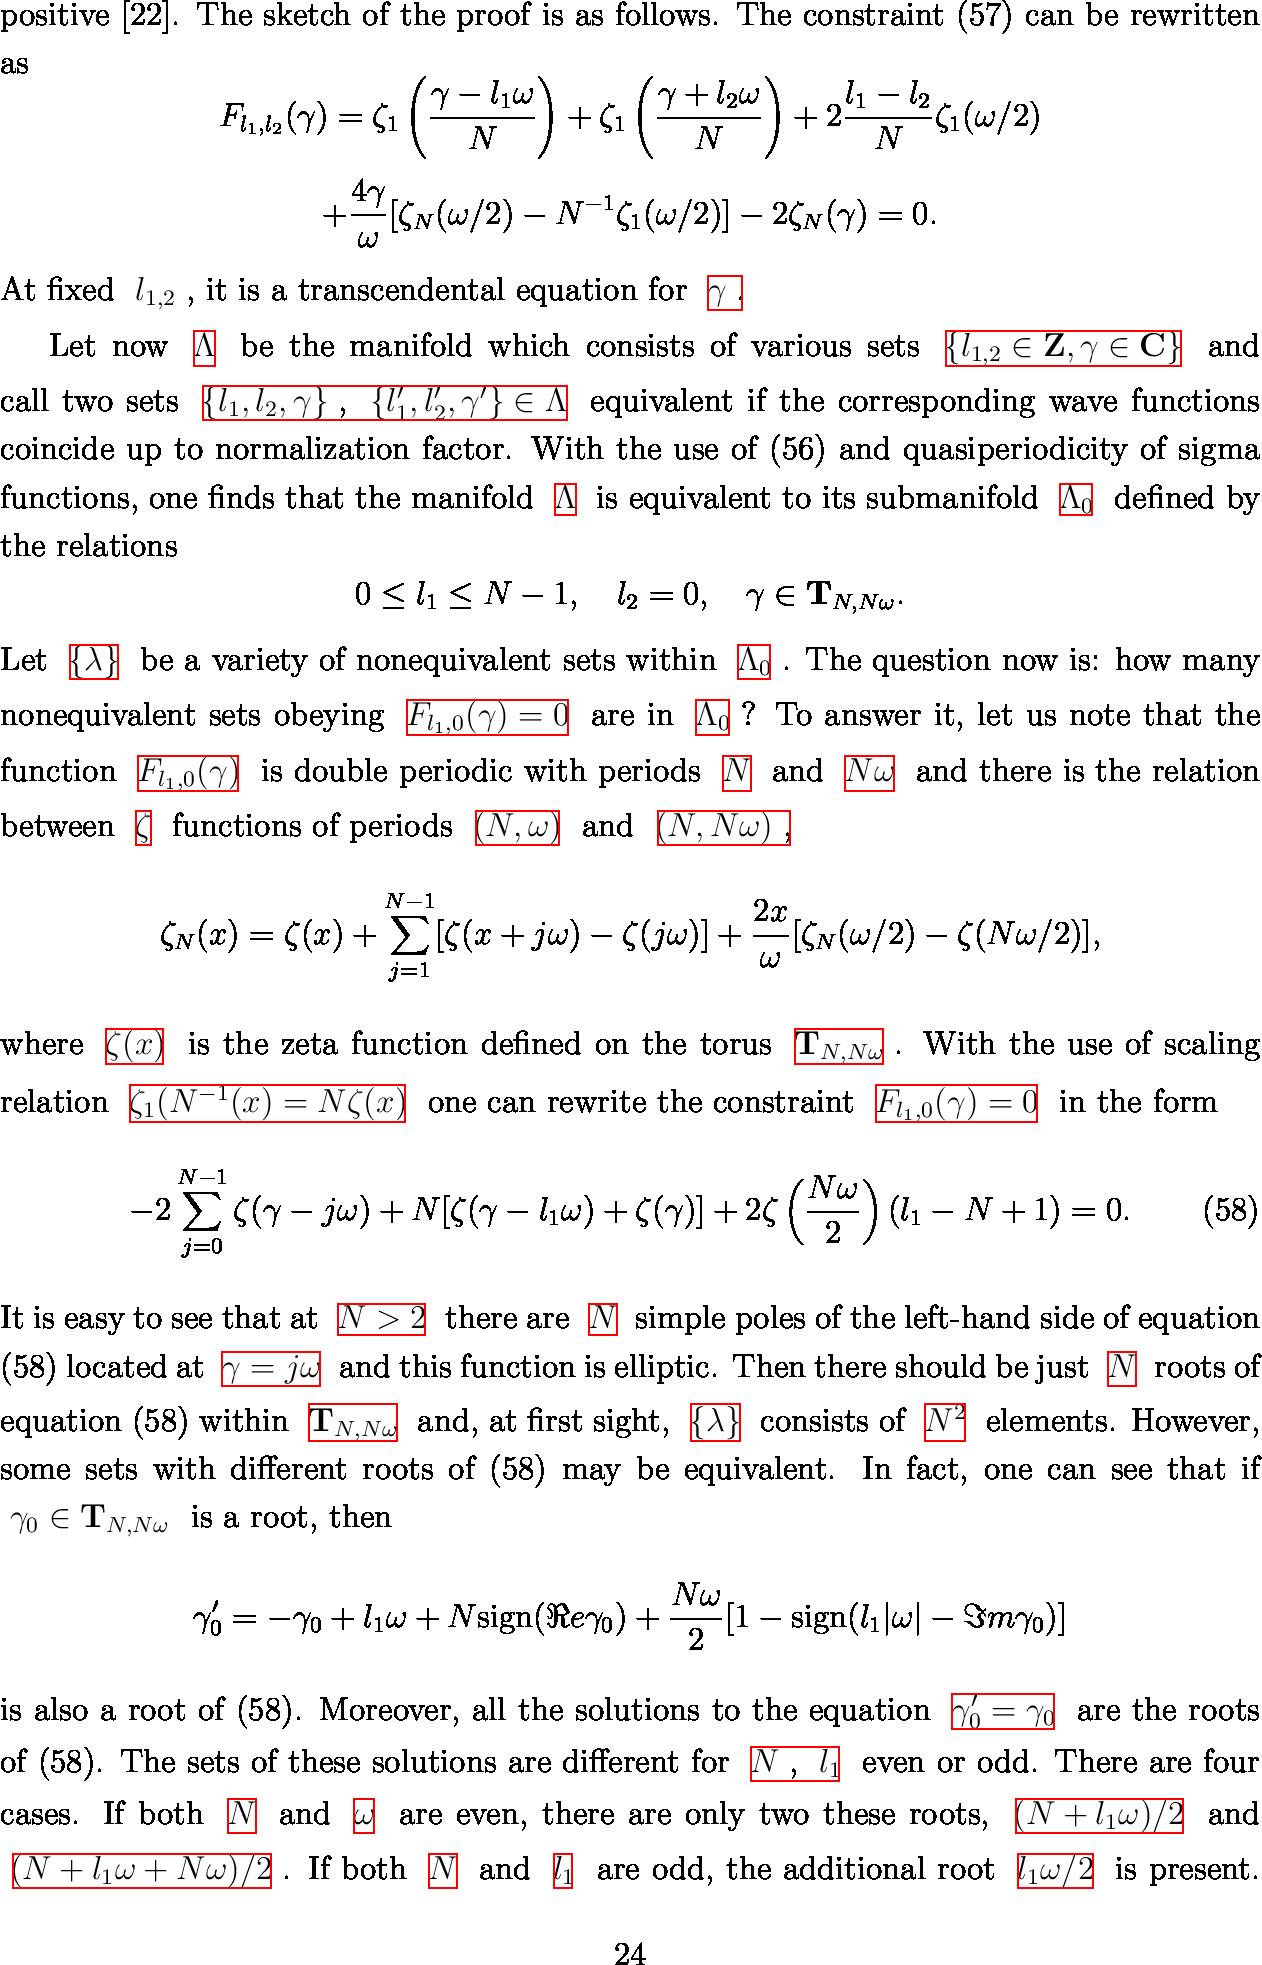 positive [22]. The sketch of the proof is as follows. The constraint (57) can be rewritten
as
$F_{l_1,l_2}(\gamma) = \zeta_1\left(\frac{\gamma - l_1\omega}{N}\right) + \zeta_1\left(\frac{\gamma + l_2\omega}{N}\right) + 2\frac{l_1 - l_2}{N}\zeta_1(\omega/2)$
$+\frac{4\gamma}{\omega}[\zeta_N(\omega/2) - N^{-1}\zeta_1(\omega/2)] - 2\zeta_N(\gamma) = 0.$
At fixed $l_{1,2}$ , it is a transcendental equation for $\gamma$ .
Let now $\Lambda$ be the manifold which consists of various sets $\{l_{1,2} \in \mathbf{Z}, \gamma \in \mathbf{C}\}$ and
call two sets $\{l_1, l_2, \gamma\}$ , $\{l_1', l_2', \gamma'\} \in \Lambda$ equivalent if the corresponding wave functions
coincide up to normalization factor. With the use of (56) and quasiperiodicity of sigma
functions, one finds that the manifold $\Lambda$ is equivalent to its submanifold $\Lambda_0$ defined by
the relations
$0 \leq l_1 \leq N - 1, \quad l_2 = 0, \quad \gamma \in \mathbf{T}_{N,N\omega}.$
Let $\{\lambda\}$ be a variety of nonequivalent sets within $\Lambda_0$ . The question now is: how many
nonequivalent sets obeying $F_{l_1,0}(\gamma) = 0$ are in $\Lambda_0$ ? To answer it, let us note that the
function $F_{l_1,0}(\gamma)$ is double periodic with periods $N$ and $N\omega$ and there is the relation
between $\zeta$ functions of periods $(N, \omega)$ and $(N, N\omega)$ ,
$\zeta_N(x) = \zeta(x) + \sum_{j=1}^{N-1}[\zeta(x + j\omega) - \zeta(j\omega)] + \frac{2x}{\omega}[\zeta_N(\omega/2) - \zeta(N\omega/2)],$
where $\zeta(x)$ is the zeta function defined on the torus $\mathbf{T}_{N,N\omega}$ . With the use of scaling
relation $\zeta_1(N^{-1}(x) = N\zeta(x)$ one can rewrite the constraint $F_{l_1,0}(\gamma) = 0$ in the form
$-2\sum_{j=0}^{N-1}\zeta(\gamma - j\omega) + N[\zeta(\gamma - l_1\omega) + \zeta(\gamma)] + 2\zeta\left(\frac{N\omega}{2}\right)(l_1 - N + 1) = 0.$ (58)
It is easy to see that at $N > 2$ there are $N$ simple poles of the left-hand side of equation
(58) located at $\gamma = j\omega$ and this function is elliptic. Then there should be just $N$ roots of
equation (58) within $\mathbf{T}_{N,N\omega}$ and, at first sight, $\{\lambda\}$ consists of $N^2$ elements. However,
some sets with different roots of (58) may be equivalent. In fact, one can see that if
$\gamma_0 \in \mathbf{T}_{N,N\omega}$ is a root, then
$\gamma_0' = -\gamma_0 + l_1\omega + N\mathrm{sign}(\Re e\gamma_0) + \frac{N\omega}{2}[1 - \mathrm{sign}(l_1|\omega| - \Im m\gamma_0)]$
is also a root of (58). Moreover, all the solutions to the equation $\gamma_0' = \gamma_0$ are the roots
of (58). The sets of these solutions are different for $N$ , $l_1$ even or odd. There are four
cases. If both $N$ and $\omega$ are even, there are only two these roots, $(N + l_1\omega)/2$ and
$(N + l_1\omega + N\omega)/2$ . If both $N$ and $l_1$ are odd, the additional root $l_1\omega/2$ is present.
24